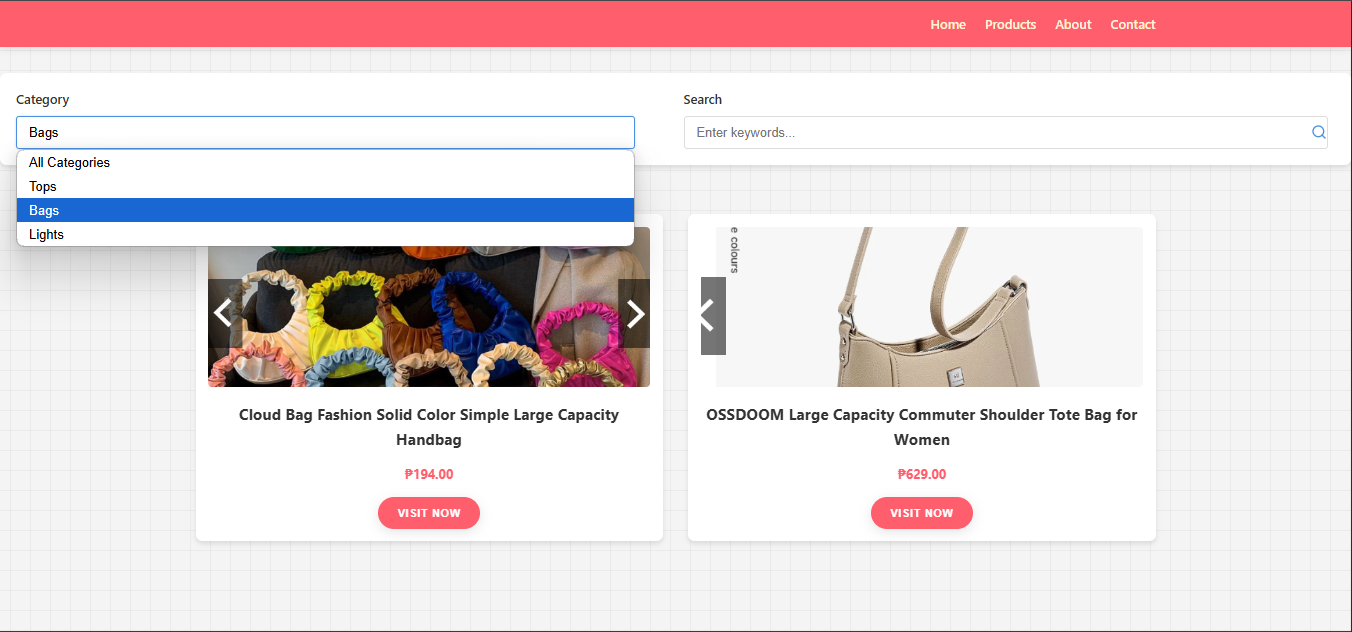 Home Products About Contact
Category
Search
Bags
Enter keywords...
All Categories
Tops
Bags
Lights
e colours
Cloud Bag Fashion Solid Color Simple Large Capacity
Handbag
₱194.00
VISIT NOW
OSSDOOM Large Capacity Commuter Shoulder Tote Bag for
Women
₱629.00
VISIT NOW